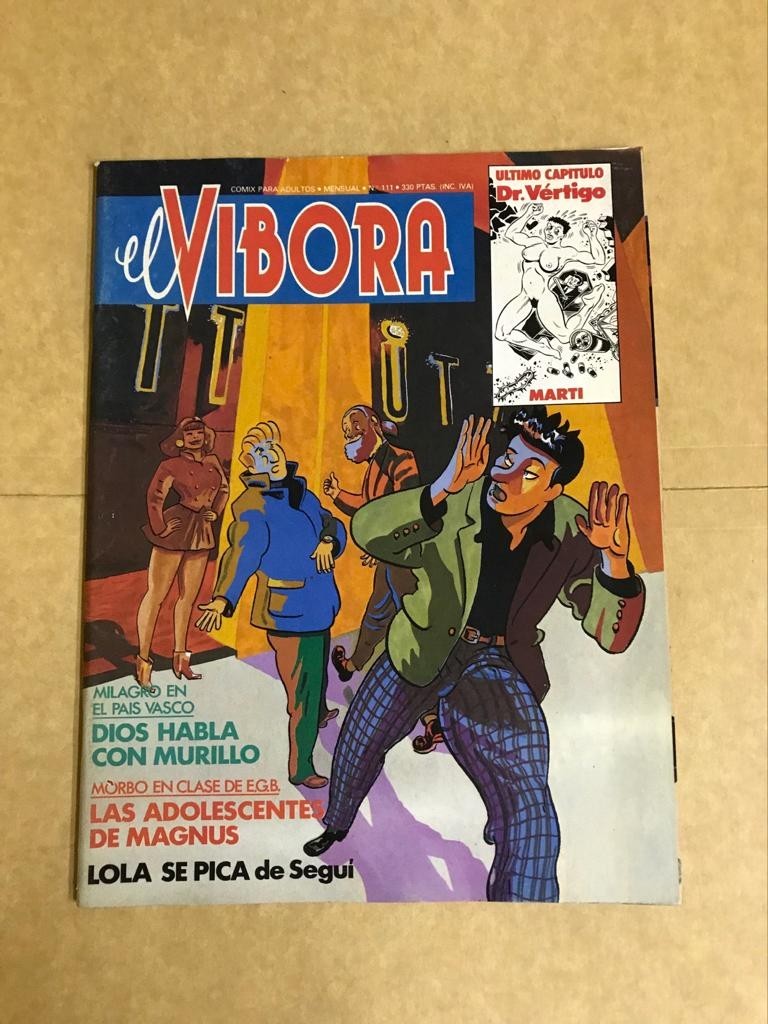 COMIX PARA ADULTOS • MENSUAL • Nº 111 • 330 PTAS. (INC. IVA)
el VIBORA
ULTIMO CAPITULO
Dr. Vértigo
MARTI
MILAGRO EN
EL PAIS VASCO
DIOS HABLA
CON MURILLO
MORBO EN CLASE DE E.G.B.
LAS ADOLESCENTES
DE MAGNUS
LOLA SE PICA de Seguí